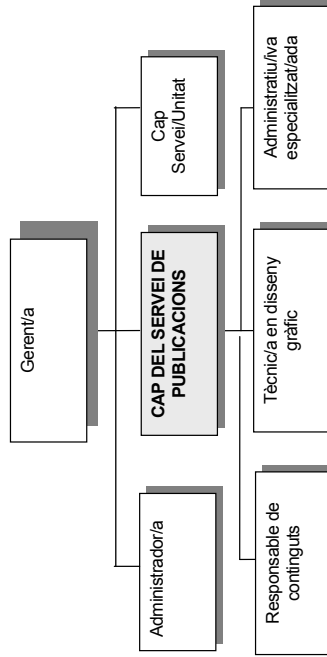 Gerent/a
Administrador/a
CAP DEL SERVEI DE
PUBLICACIONS
Cap
Servei/Unitat
Responsable de
continguts
Tècnic/a en disseny
gràfic
Administratiu/iva
especialitzat/ada